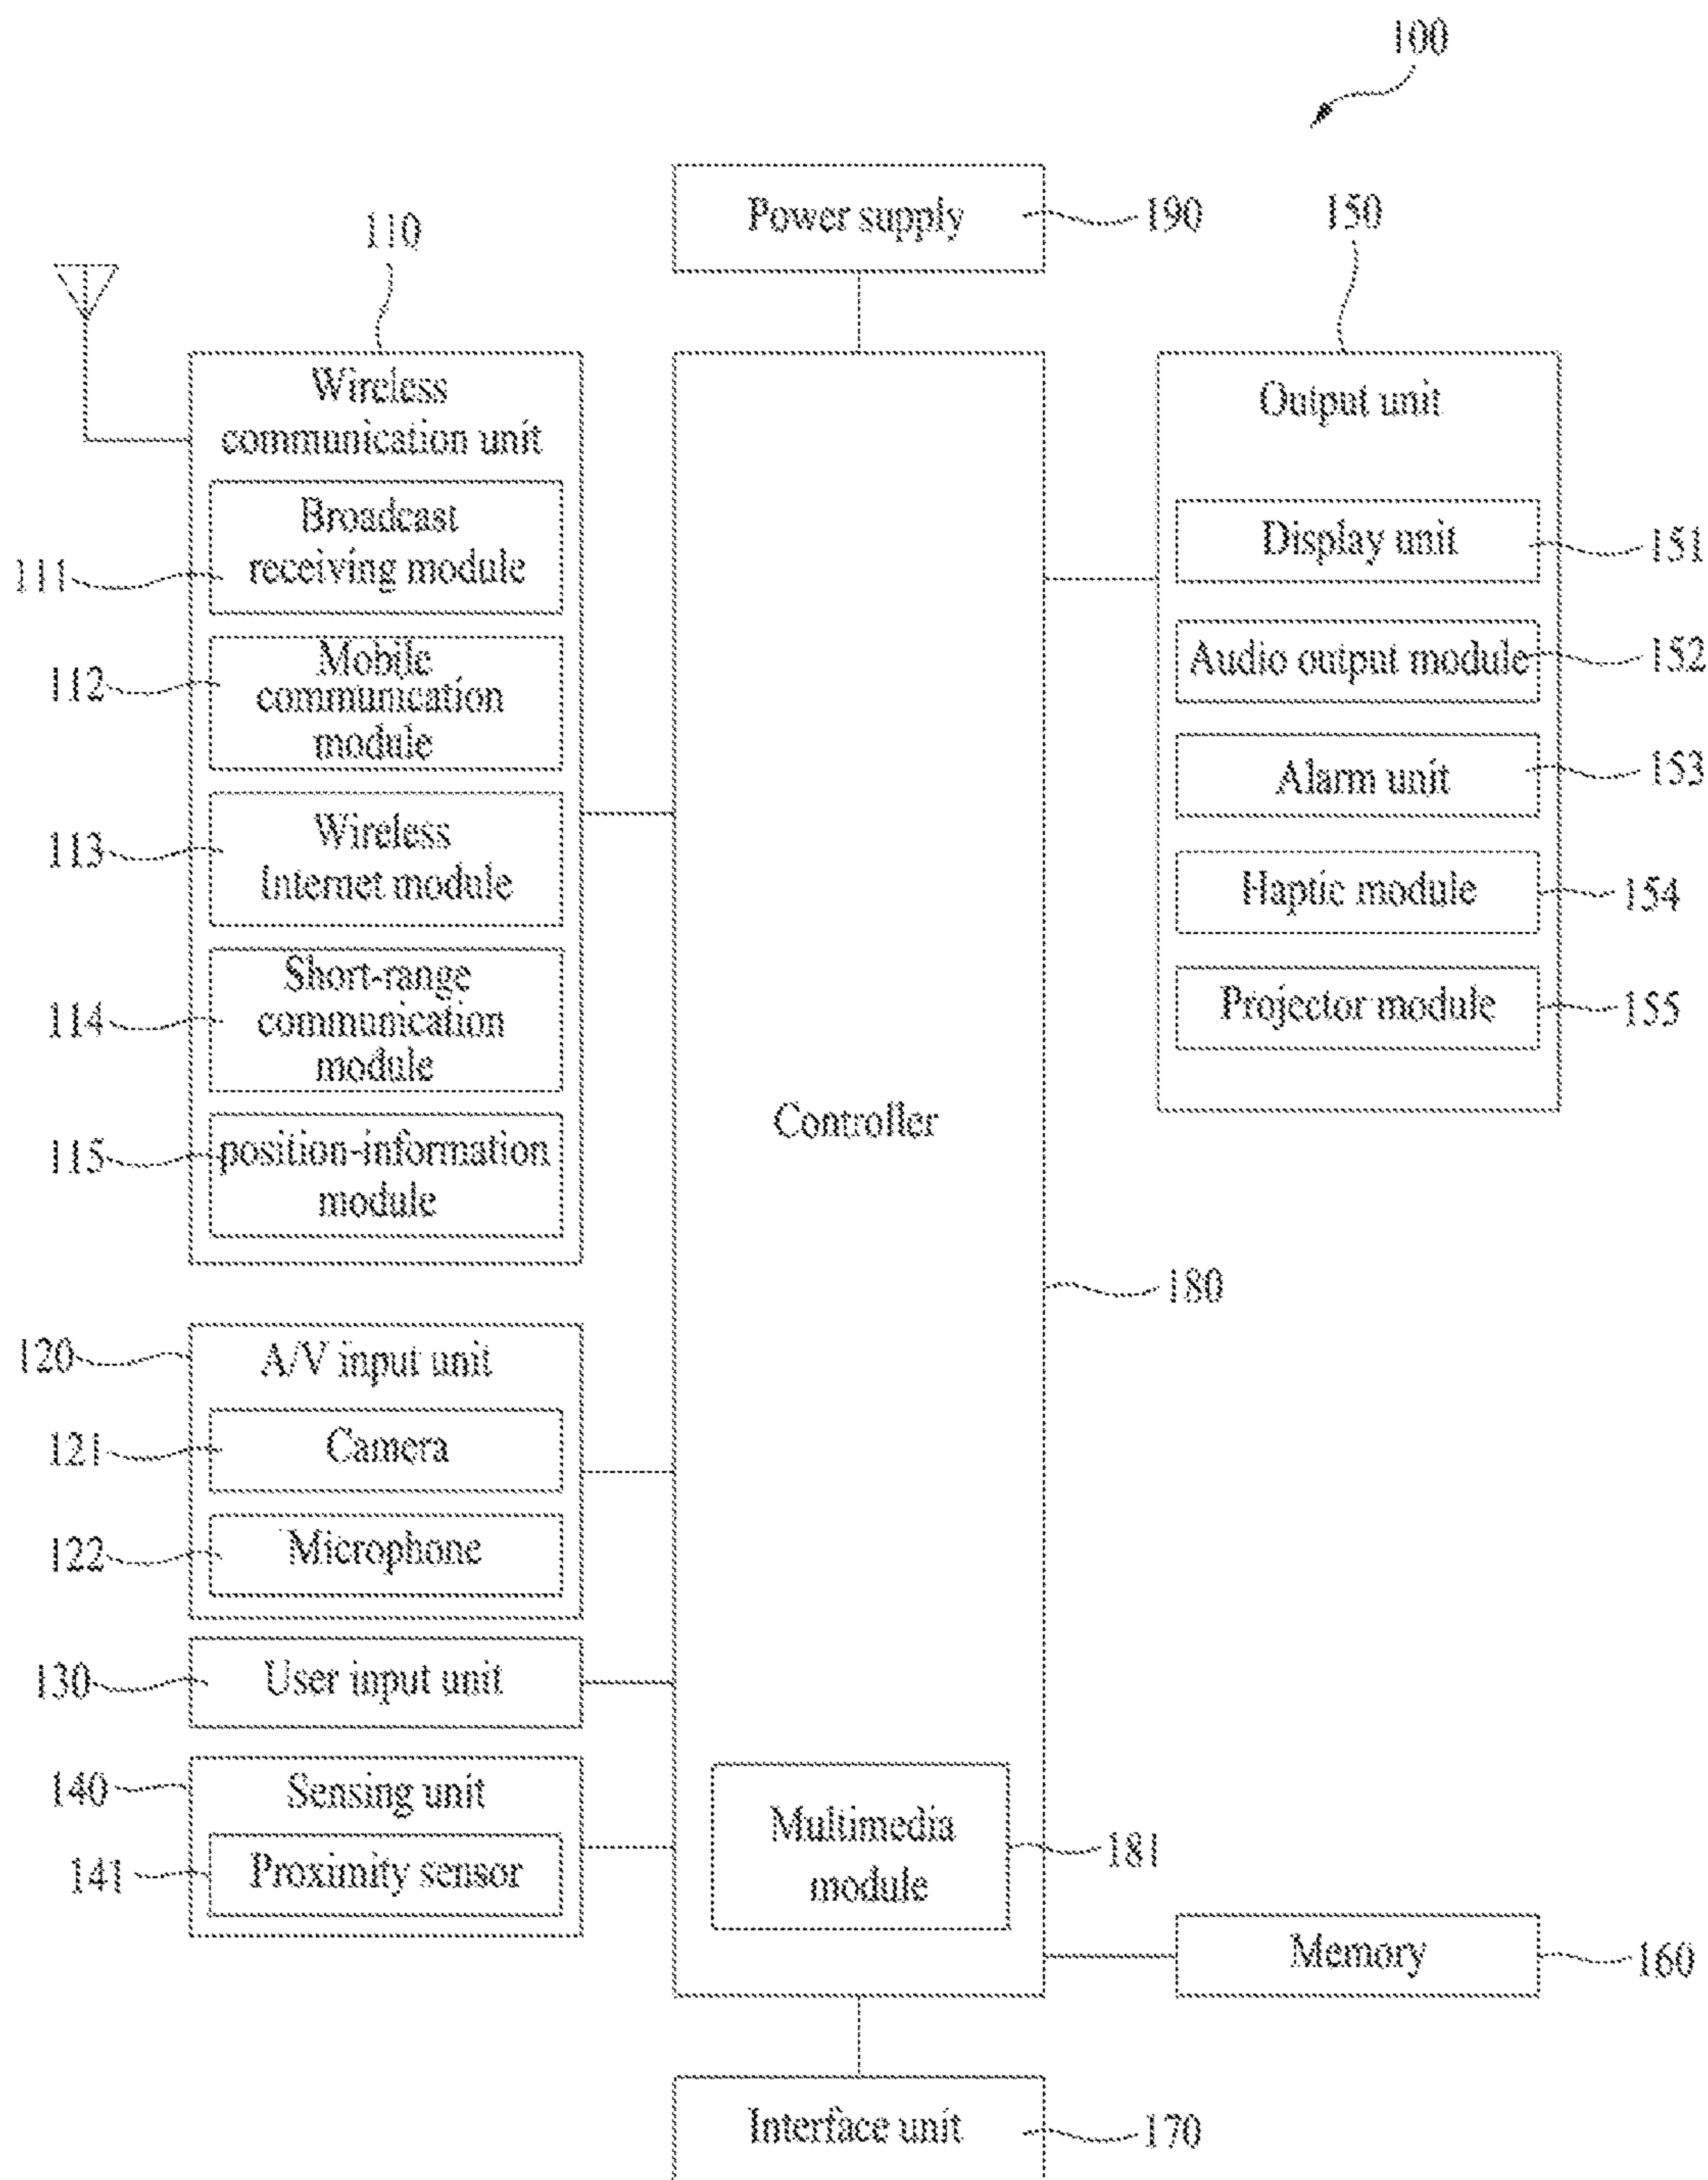 100
Power supply
190
150
110
Wireless
communication unit
Broadcast
receiving module
111
Mobile
communication
module
112
Wireless
Internet module
113
Short-range
communication
module
114
position-information
module
115
A/V input unit
120
Camera
121
Microphone
122
User input unit
130
Sensing unit
140
Proximity sensor
141
Controller
180
Multimedia
module
181
Output unit
Display unit
151
Audio output module
152
Alarm unit
153
Haptic module
154
Projector module
155
Memory
160
Interface unit
170